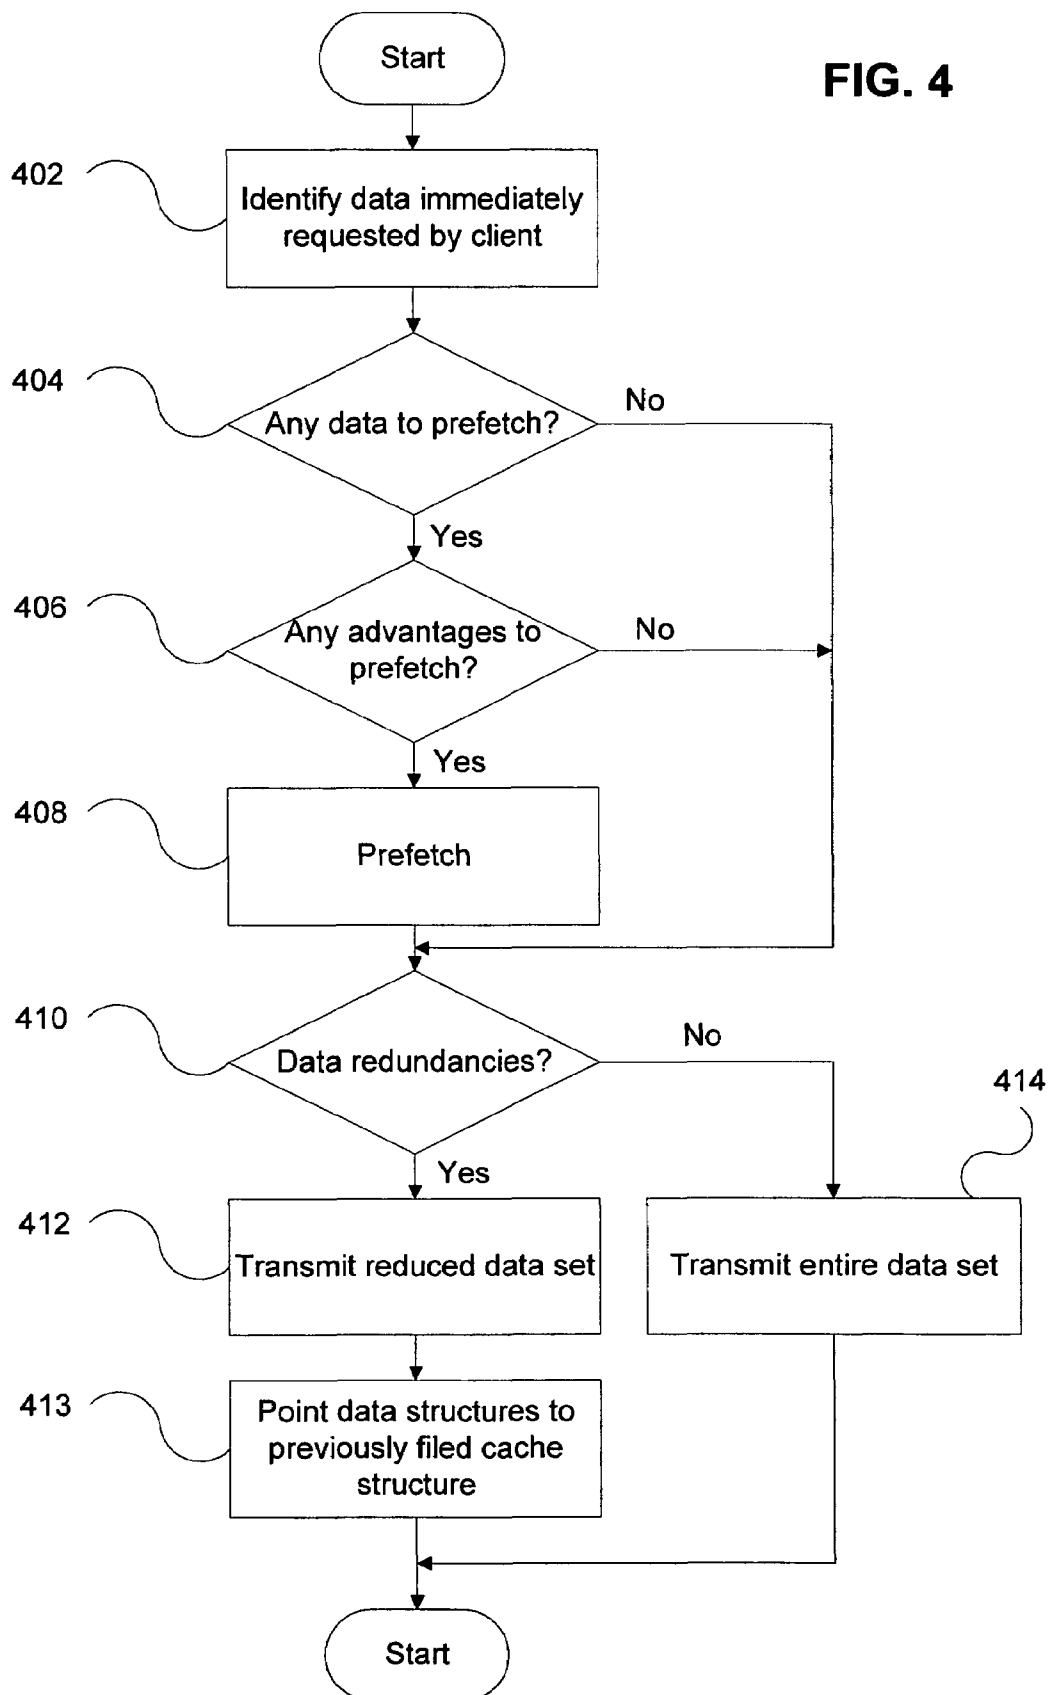 Start
FIG. 4
402
Identify data immediately
requested by client
404
Any data to prefetch?
No
Yes
406
Any advantages to
prefetch?
No
Yes
408
Prefetch
410
Data redundancies?
No
414
Yes
412
Transmit reduced data set
Transmit entire data set
413
Point data structures to
previously filed cache
structure
Start